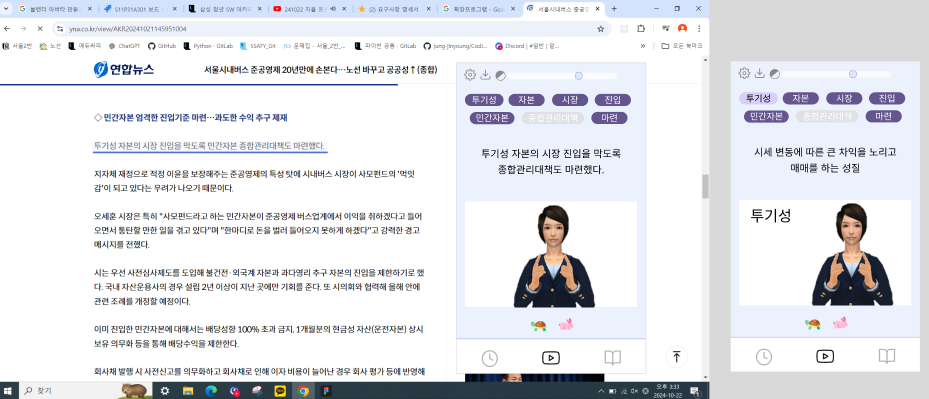 블렌더 아바타 만들기
S11P31A301 보드 -
삼성 청년 SW 아카데
241022 자율 프
(2) 요구사항 명세서
확장프로그램 - Goo
서울시내버스 준공영
yna.co.kr/view/AKR20241021145951004
서울2반
노션
에듀싸피
ChatGPT
GitHub
Python · GitLab
SSAFY_Git
문제집 - 서울_2반_...
파이썬 공통 · GitLab
jung-jinyoung/Codi...
Discord | #일반 | 알...
모든 북마크
연합뉴스
서울시내버스 준공영제 20년만에 손본다…노선 바꾸고 공공성↑(종합)
◇ 민간자본 엄격한 진입기준 마련…과도한 수익 추구 제재
투기성 자본의 시장 진입을 막도록 민간자본 종합관리대책도 마련했다.
지자체 재정으로 적정 이윤을 보장해주는 준공영제의 특성 탓에 시내버스 시장이 사모펀드의 '먹잇
감'이 되고 있다는 우려가 나오기 때문이다.
오세훈 시장은 특히 "사모펀드라고 하는 민간자본이 준공영제 버스업계에서 이익을 취하겠다고 들어
오면서 통탄할 만한 일을 겪고 있다"며 "한마디로 돈을 벌러 들어오지 못하게 하겠다"고 강력한 경고
메시지를 전했다.
시는 우선 사전심사제도를 도입해 불건전·외국계 자본과 과다영리 추구 자본의 진입을 제한하기로 했
다. 국내 자산운용사의 경우 설립 2년 이상이 지난 곳에만 기회를 준다. 또 시의회와 협력해 올해 안에
관련 조례를 개정할 예정이다.
이미 진입한 민간자본에 대해서는 배당성향 100% 초과 금지, 1개월분의 현금성 자산(운전자본) 상시
보유 의무화 등을 통해 배당수익을 제한한다.
회사채 발행 시 사전신고를 의무화하고 회사채로 인해 이자 비용이 늘어난 경우 회사 평가 등에 반영해
투기성
자본
시장
진입
민간자본
종합관리대책
마련
투기성 자본의 시장 진입을 막도록
종합관리대책도 마련했다.
투기성
자본
시장
진입
민간자본
종합관리대책
마련
시세 변동에 따른 큰 차익을 노리고
매매를 하는 성질
투기성
찾기
오후 3:33
2024-10-22